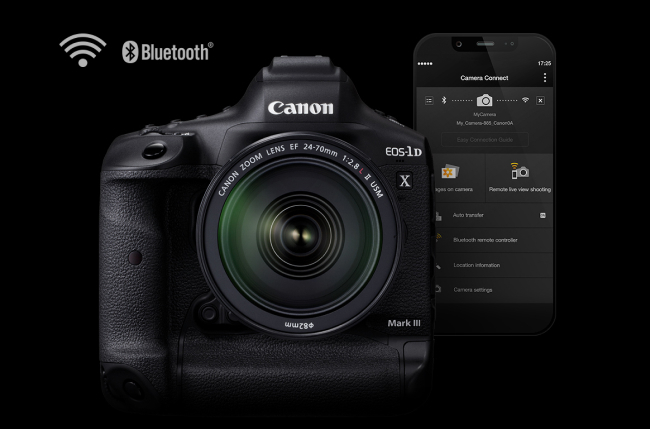 Bluetooth®
Canon
EOS-1D
X
Mark III
CANON ZOOM LENS EF 24-70mm 1:2.8 L II USM
ø82mm
17:25
Camera Connect
MyCamera
My_Camera-985_Canon3A
Easy Connection Guide
ages on camera
Remote live view shooting
Auto transfer
Bluetooth remote controller
Location information
Camera settings